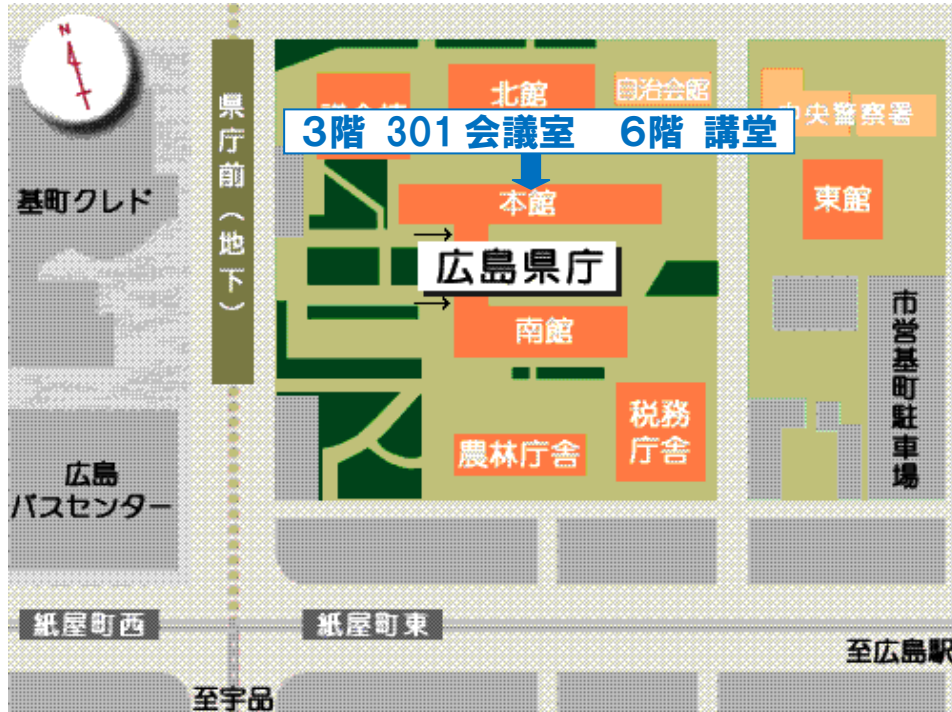 N
北館
自治会館
3階 301会議室 6階 講堂
中央警察署
県庁前（地下）
基町クレド
本館
東館
→
広島県庁
→
南館
市営基町駐車場
税務
庁舎
農林庁舎
広島
バスセンター
紙屋町西
紙屋町東
至広島駅
至宇品